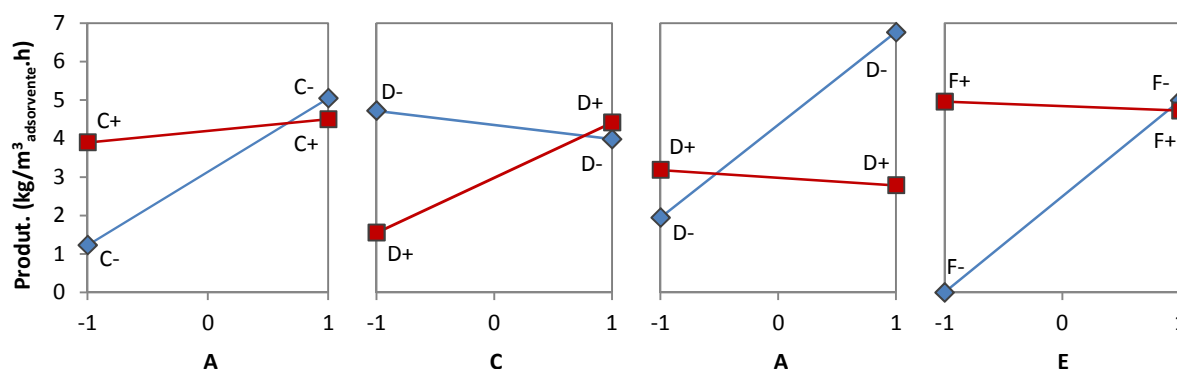 Produt. (kg/m³adsorvente.h)
7
6
5
4
3
2
1
0
C+
C-
C-
C+
-1 0 1
A
D-
D+
D+
D-
-1 0 1
C
D+
D-
D-
D+
-1 0 1
A
F+
F-
F-
F+
-1 0 1
E